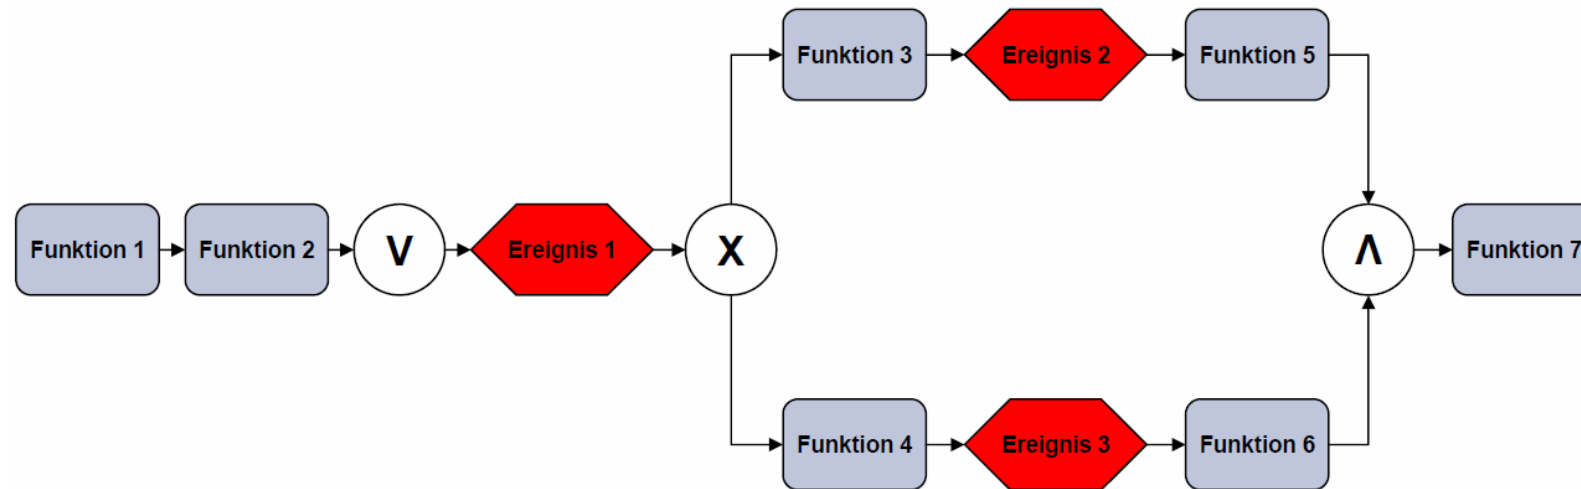 Funktion 3
Ereignis 2
Funktion 5
Funktion 1
Funktion 2
V
Ereignis 1
X
Λ
Funktion 7
Funktion 4
Ereignis 3
Funktion 6